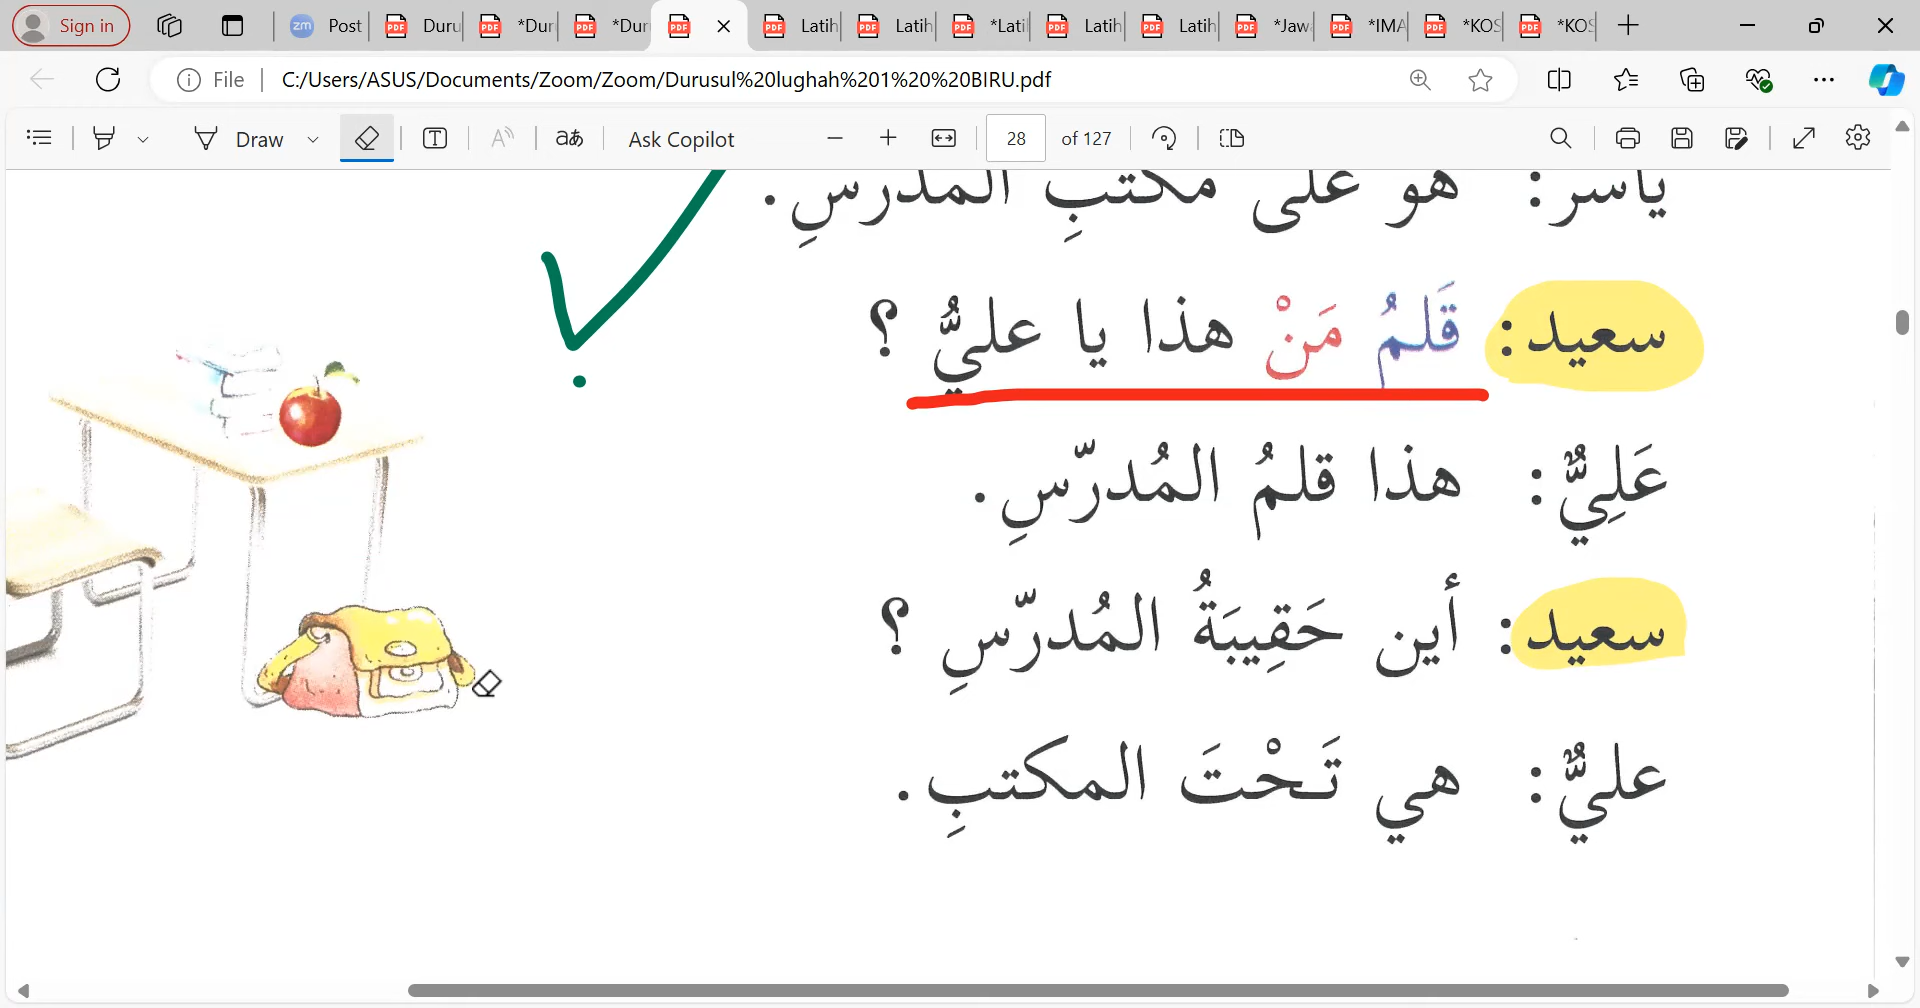 Sign in
Post
Duru
*Dur
*Dur
Latih
Latih
*Lati
Latih
Latih
*Jaw
*IMA
*KOS
*KOS
File
C:/Users/ASUS/Documents/Zoom/Zoom/Durusul%20lughah%201%20%20BIRU.pdf
Draw
Ask Copilot
28 of 127
ياسر: هو على مكتبِ المدرسِ.
سعيد: قَلمُ مَنْ هذا يا عليُّ ؟
عَلِيٌّ: هذا قلمُ المُدرّسِ.
سعيد: أين حَقِيبَةُ المُدرّسِ ؟
عليٌّ: هي تَـحْتَ المكتبِ.